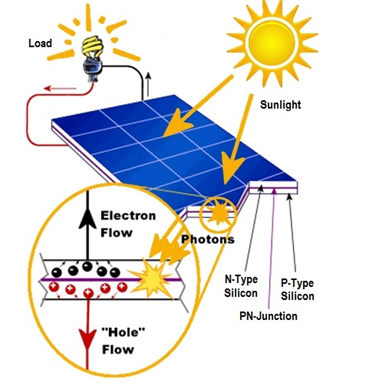 Load
Sunlight
Electron
Flow
Photons
N-Type
Silicon
P-Type
Silicon
PN-Junction
"Hole"
Flow